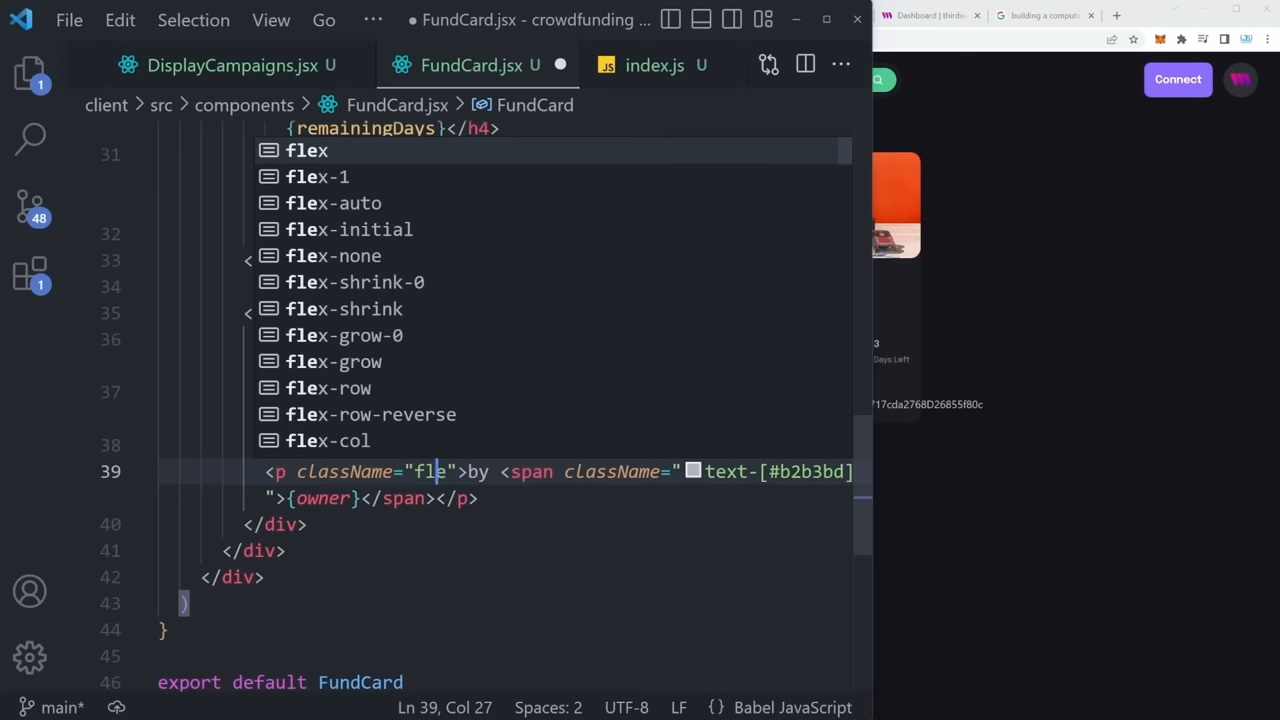 File Edit Selection View Go ··· ● FundCard.jsx - crowdfunding ...
Dashboard | thirdw
building a compute
DisplayCampaigns.jsx U
FundCard.jsx U
JS index.js U
Connect
client > src > components > FundCard.jsx > FundCard
1
48
1
{remainingDays}</h4>
31
32
33 <
34
35 <
36
37
38
flex
flex-1
flex-auto
flex-initial
flex-none
flex-shrink-0
flex-shrink
flex-grow-0
flex-grow
flex-row
flex-row-reverse
flex-col
39 <p className="fle">by <span className="text-[#b2b3bd]
">{owner}</span></p>
40 </div>
41 </div>
42 </div>
43 )
44 }
45
46 export default FundCard
3
Days Left
717cda2768D26855f80c
main* Ln 39, Col 27 Spaces: 2 UTF-8 LF {} Babel JavaScript